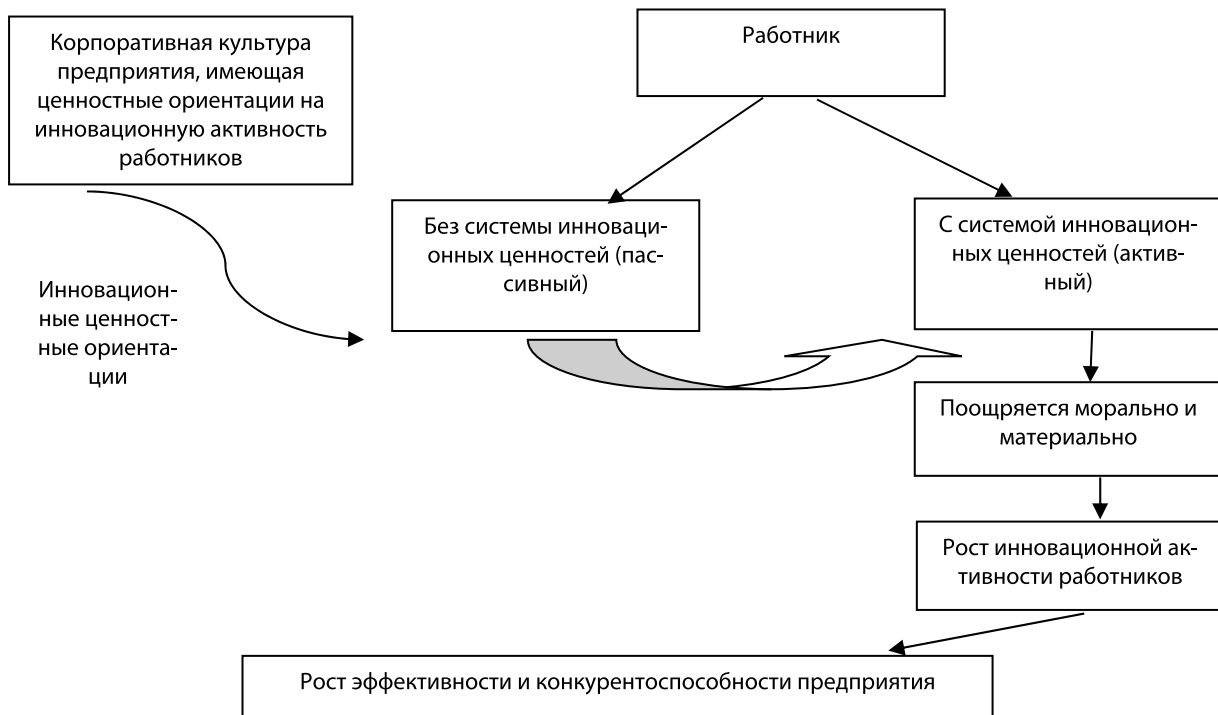 Корпоративная культура
предприятия, имеющая
ценностные ориентации на
инновационную активность
работников
Работник
Без системы инноваци-
онных ценностей (пас-
сивный)
С системой инновацион-
ных ценностей (актив-
ный)
Инновацион-
ные ценност-
ные ориента-
ции
Поощряется морально и
материально
Рост инновационной ак-
тивности работников
Рост эффективности и конкурентоспособности предприятия